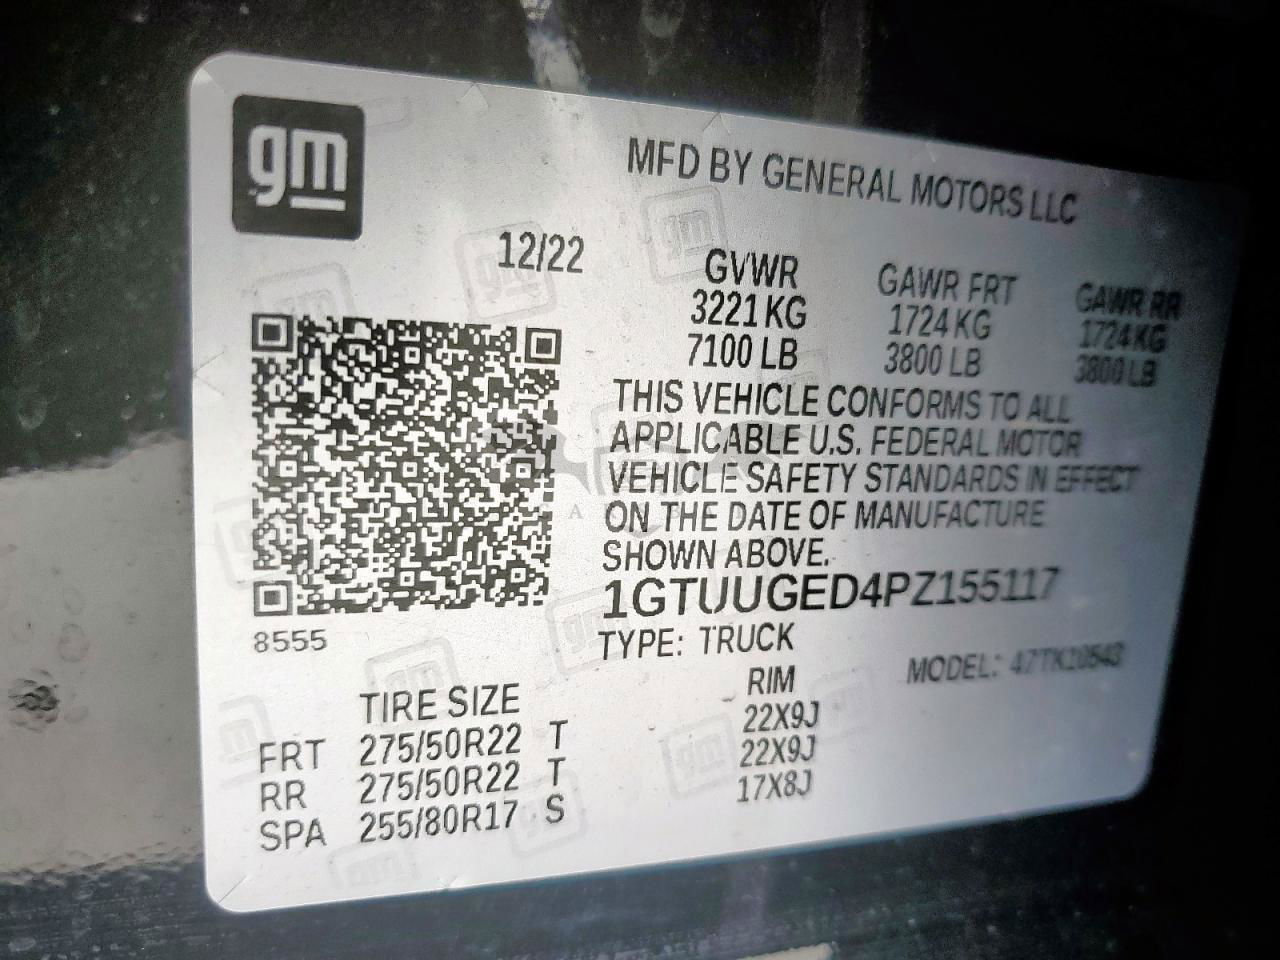 gm
MFD BY GENERAL MOTORS LLC
12/22
GVWR GAWR FRT GAWR RR
3221 KG 1724 KG 1724 KG
7100 LB 3800 LB 3800 LB
THIS VEHICLE CONFORMS TO ALL
APPLICABLE U.S. FEDERAL MOTOR
VEHICLE SAFETY STANDARDS IN EFFECT
ON THE DATE OF MANUFACTURE
SHOWN ABOVE.
1GTUUGED4PZ155117
8555
TYPE: TRUCK MODEL: 47TK10543
TIRE SIZE RIM
FRT 275/50R22 T 22X9J
RR 275/50R22 T 22X9J
SPA 255/80R17 S 17X8J